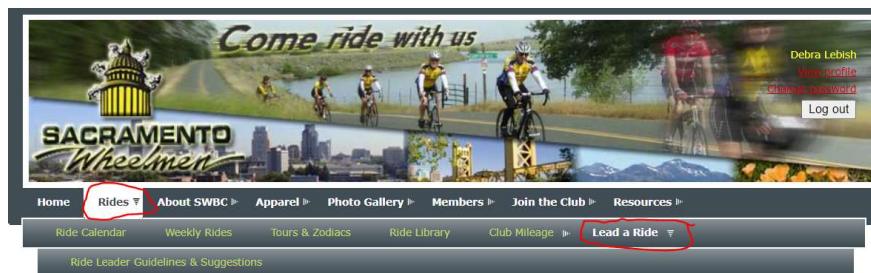 Come ride with us
Debra Lebish
View profile
Change password
Log out
SACRAMENTO
Wheelmen
Home Rides About SWBC Apparel Photo Gallery Members Join the Club Resources
Ride Calendar Weekly Rides Tours & Zodiacs Ride Library Club Mileage Lead a Ride
Ride Leader Guidelines & Suggestions